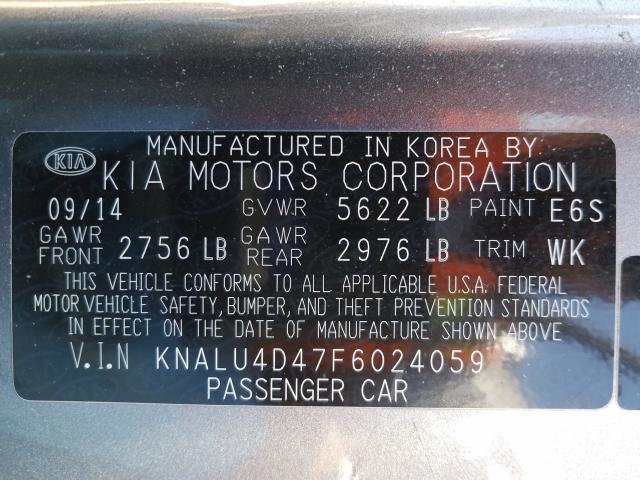 MANUFACTURED IN KOREA BY
KIA KIA MOTORS CORPORATION
09/14 GVWR 5622 LB PAINT E6S
GAWR FRONT 2756 LB GAWR REAR 2976 LB TRIM WK
THIS VEHICLE CONFORMS TO ALL APPLICABLE U.S.A. FEDERAL
MOTOR VEHICLE SAFETY, BUMPER, AND THEFT PREVENTION STANDARDS
IN EFFECT ON THE DATE OF MANUFACTURE SHOWN ABOVE
V.I.N KNALU4D47F6024059
PASSENGER CAR